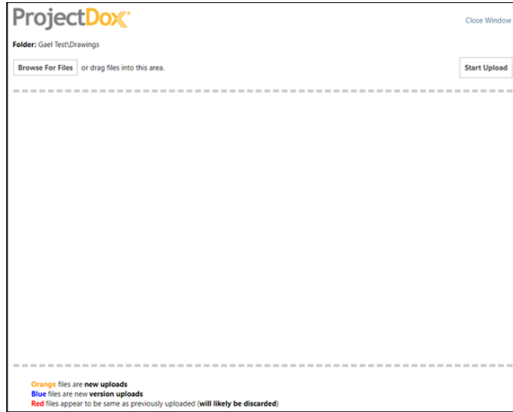 ProjectDox
Close Window
Folder: Gael Test\Drawings
Browse For Files or drag files into this area.
Start Upload
Orange files are new uploads
Blue files are new version uploads
Red files appear to be same as previously uploaded (will likely be discarded)